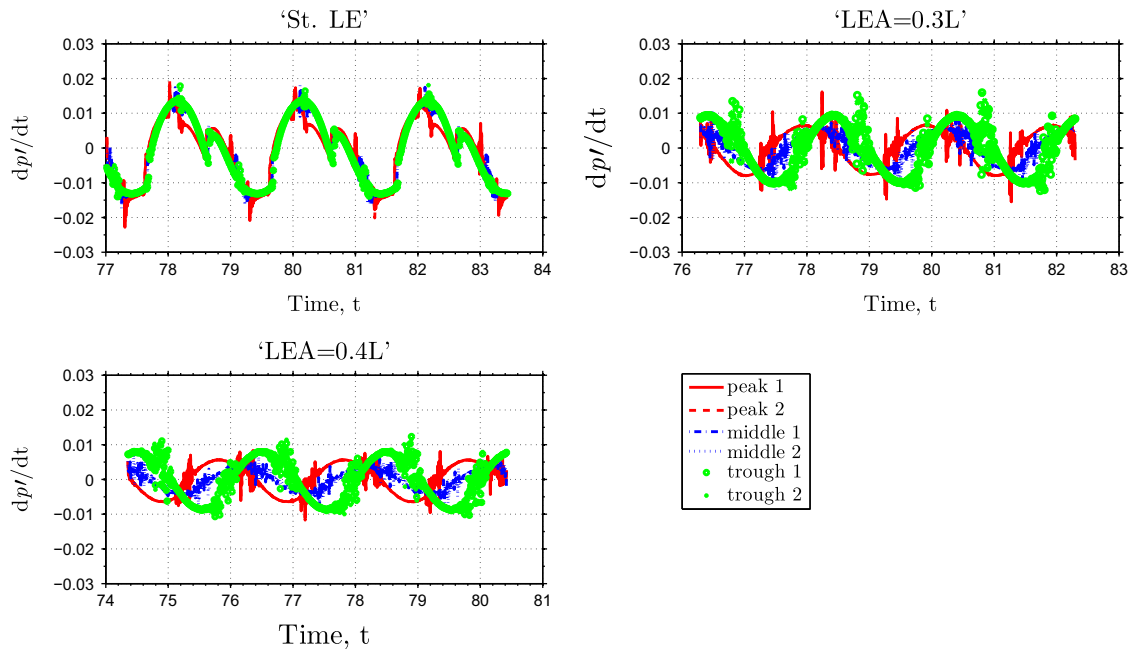 ‘St. LE’
0.03
0.02
0.01
0
−0.01
−0.02
−0.03
dp′/dt
77 78 79 80 81 82 83 84
Time, t
‘LEA=0.3L’
0.03
0.02
0.01
0
−0.01
−0.02
−0.03
dp′/dt
76 77 78 79 80 81 82 83
Time, t
‘LEA=0.4L’
0.03
0.02
0.01
0
−0.01
−0.02
−0.03
dp′/dt
74 75 76 77 78 79 80 81
Time, t
peak 1
peak 2
middle 1
middle 2
trough 1
trough 2